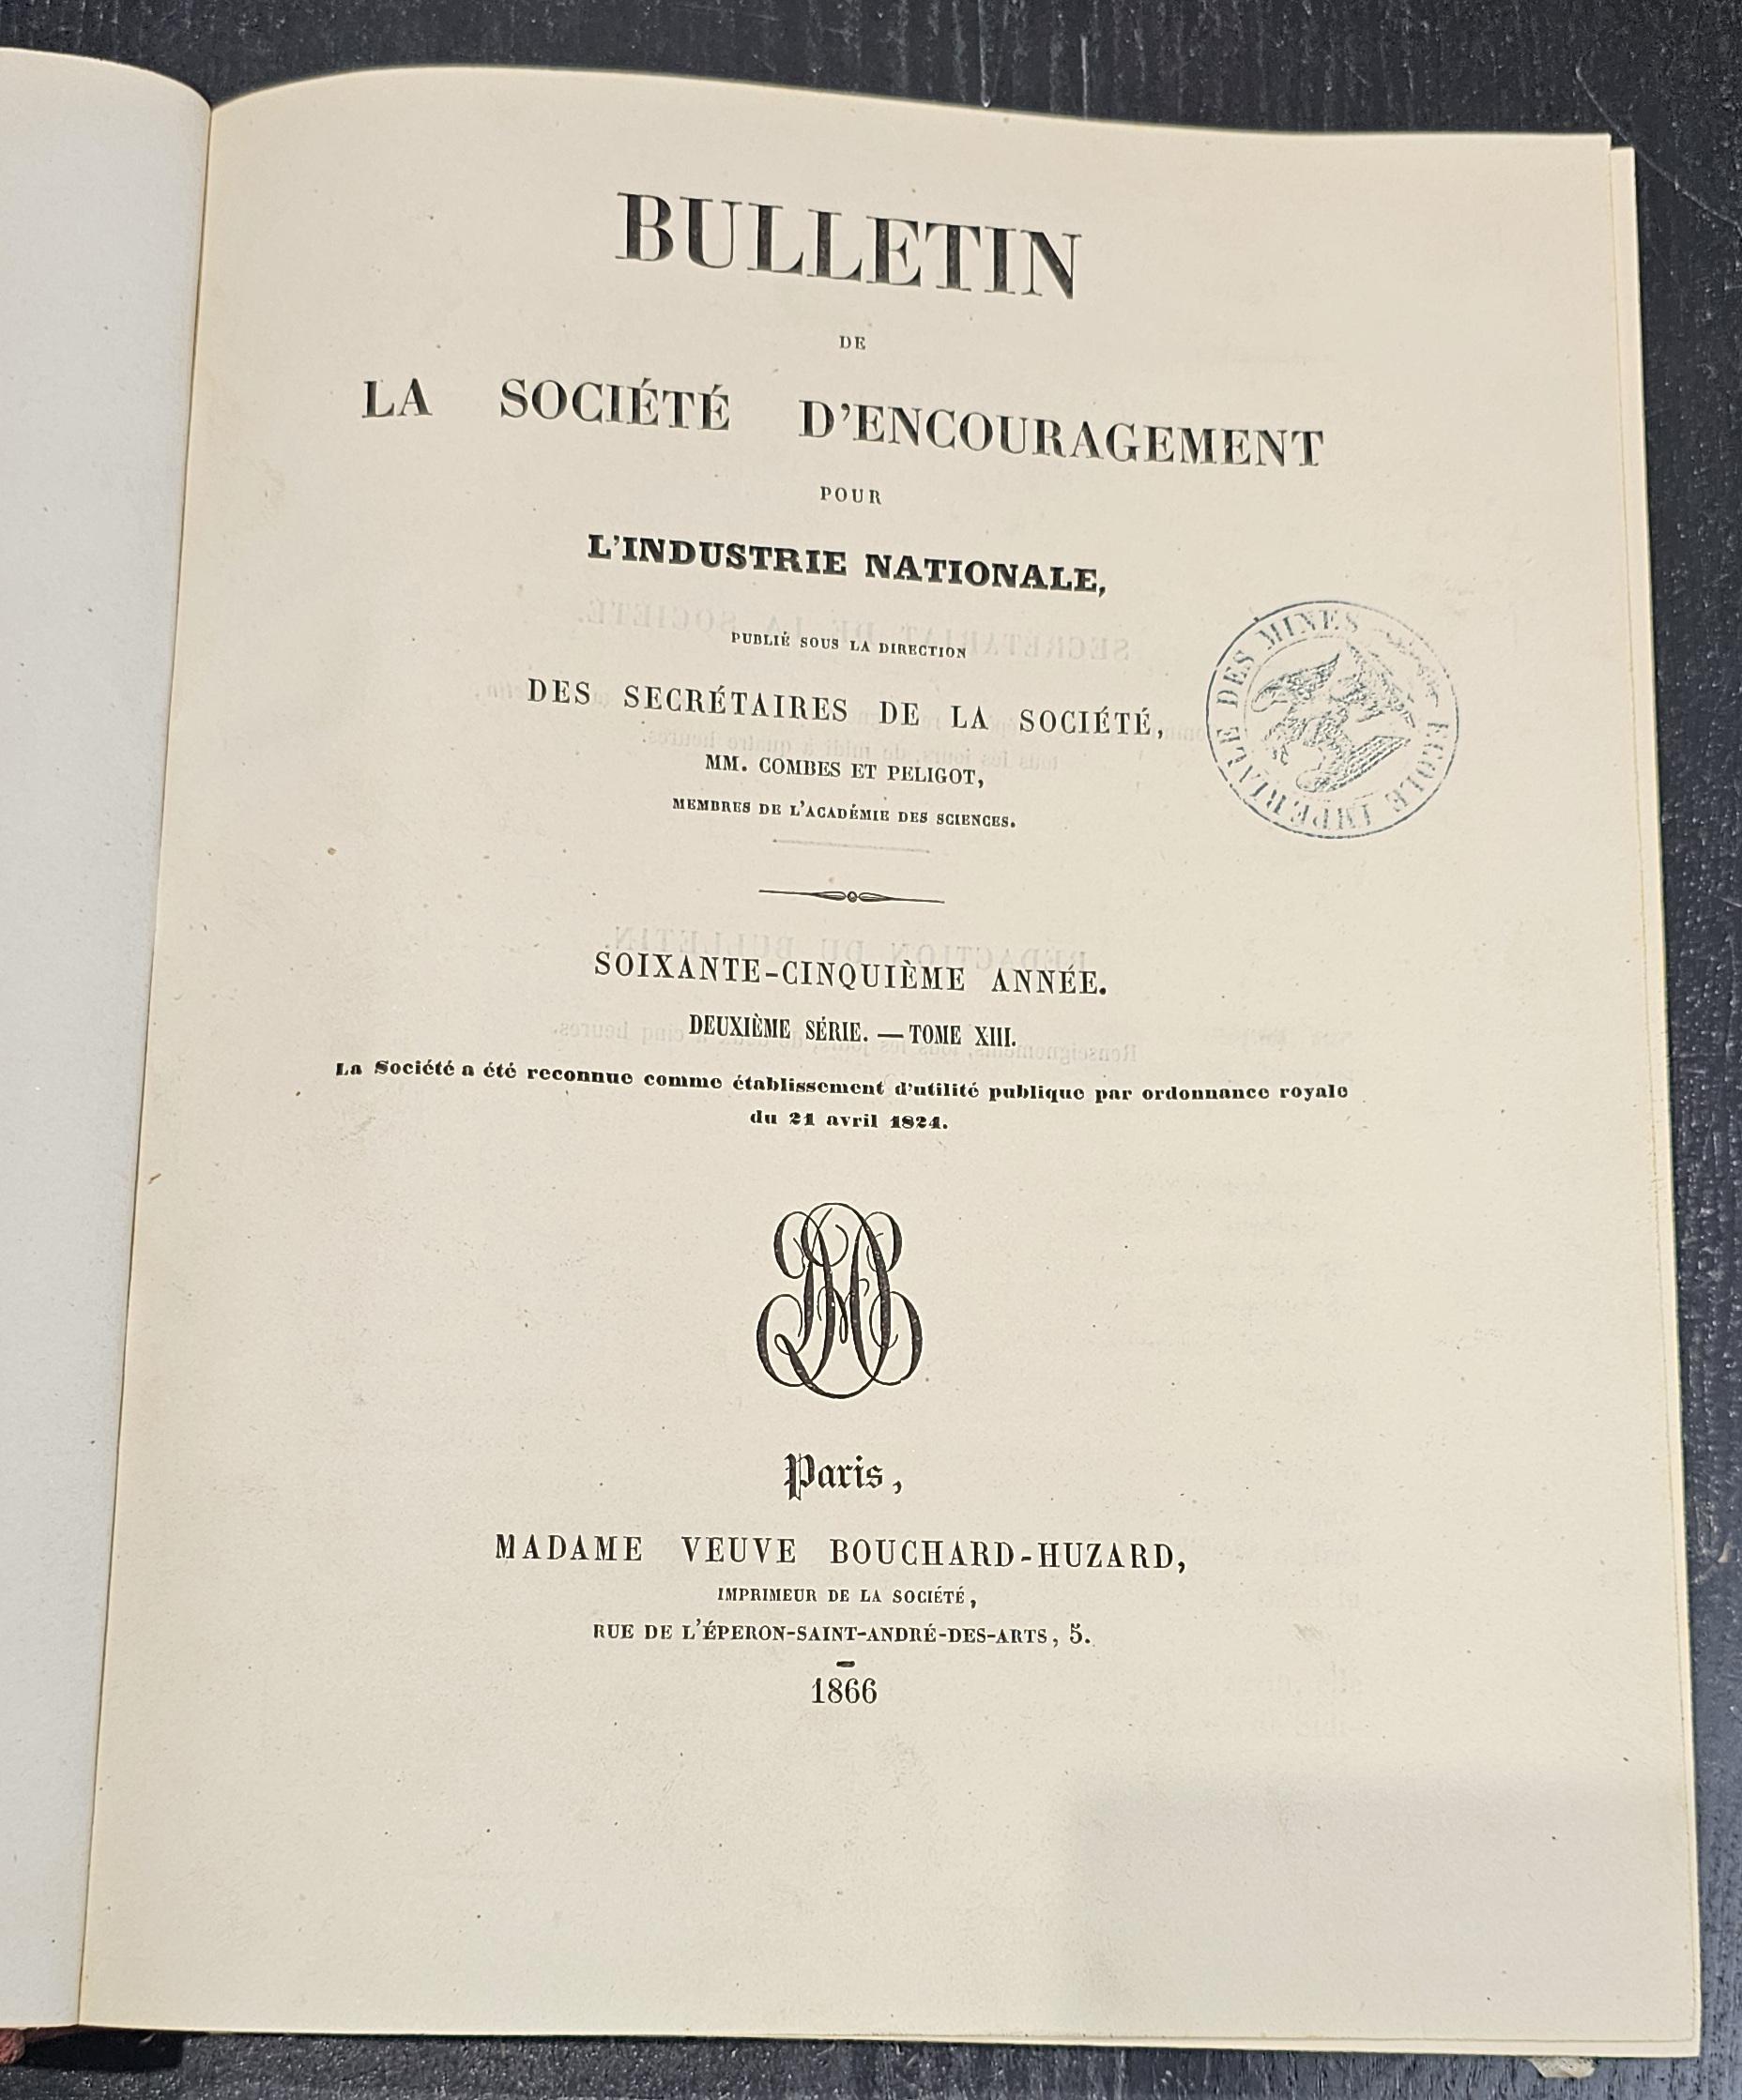 BULLETIN
DE
LA SOCIÉTÉ D'ENCOURAGEMENT
POUR
L'INDUSTRIE NATIONALE,
PUBLIÉ SOUS LA DIRECTION
DES SECRÉTAIRES DE LA SOCIÉTÉ,
MM. COMBES ET PELIGOT,
MEMBRES DE L'ACADÉMIE DES SCIENCES.
ECOLE IMPERIALE DES MINES
SOIXANTE-CINQUIÈME ANNÉE.
DEUXIÈME SÉRIE. — TOME XIII.
La Société a été reconnue comme établissement d'utilité publique par ordonnance royale
du 21 avril 1824.
Paris,
MADAME VEUVE BOUCHARD-HUZARD,
IMPRIMEUR DE LA SOCIÉTÉ,
RUE DE L'ÉPERON-SAINT-ANDRÉ-DES-ARTS, 5.
1866